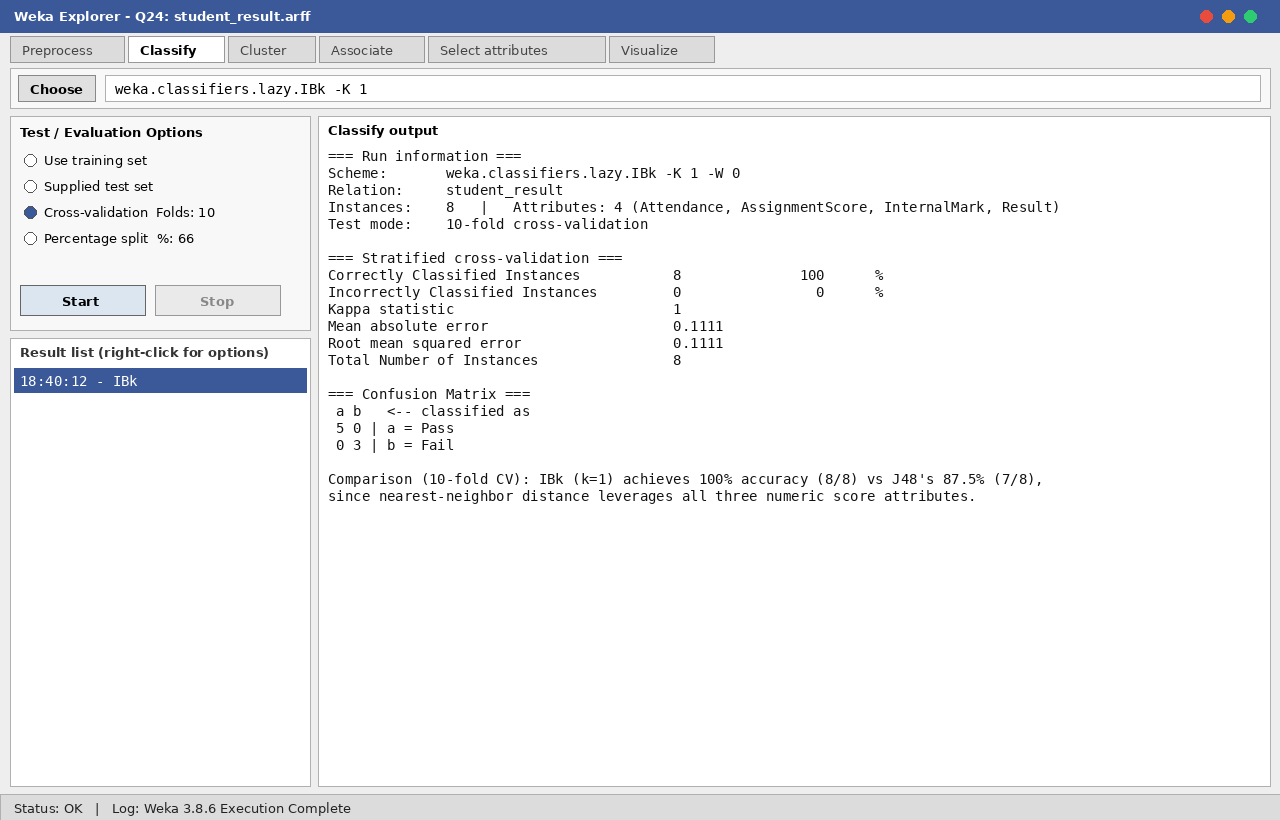 Weka Explorer - Q24: student_result.arff
Preprocess Classify Cluster Associate Select attributes Visualize
Choose weka.classifiers.lazy.IBk -K 1
Test / Evaluation Options
Use training set
Supplied test set
Cross-validation Folds: 10
Percentage split %: 66
Start Stop
Result list (right-click for options)
18:40:12 - IBk
Classify output
=== Run information ===
Scheme: weka.classifiers.lazy.IBk -K 1 -W 0
Relation: student_result
Instances: 8 | Attributes: 4 (Attendance, AssignmentScore, InternalMark, Result)
Test mode: 10-fold cross-validation
=== Stratified cross-validation ===
Correctly Classified Instances 8 100 %
Incorrectly Classified Instances 0 0 %
Kappa statistic 1
Mean absolute error 0.1111
Root mean squared error 0.1111
Total Number of Instances 8
=== Confusion Matrix ===
a b <-- classified as
5 0 | a = Pass
0 3 | b = Fail
Comparison (10-fold CV): IBk (k=1) achieves 100% accuracy (8/8) vs J48's 87.5% (7/8),
since nearest-neighbor distance leverages all three numeric score attributes.
Status: OK | Log: Weka 3.8.6 Execution Complete